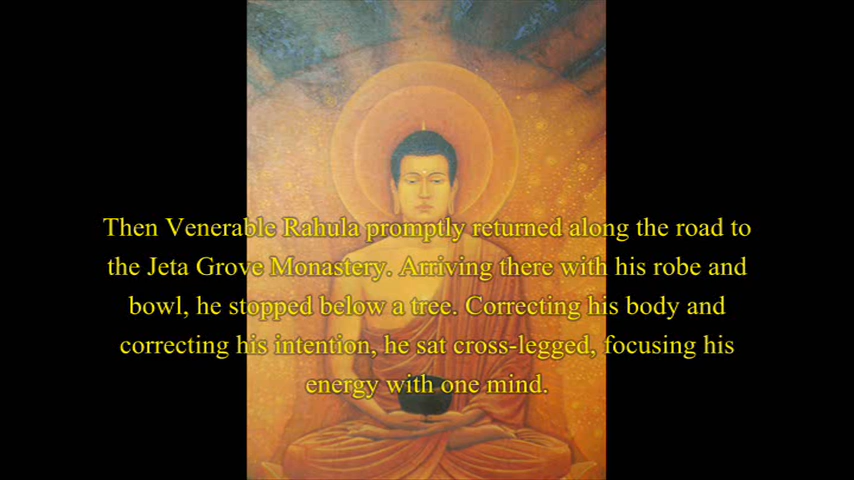 Then Venerable Rahula promptly returned along the road to
the Jeta Grove Monastery. Arriving there with his robe and
bowl, he stopped below a tree. Correcting his body and
correcting his intention, he sat cross-legged, focusing his
energy with one mind.